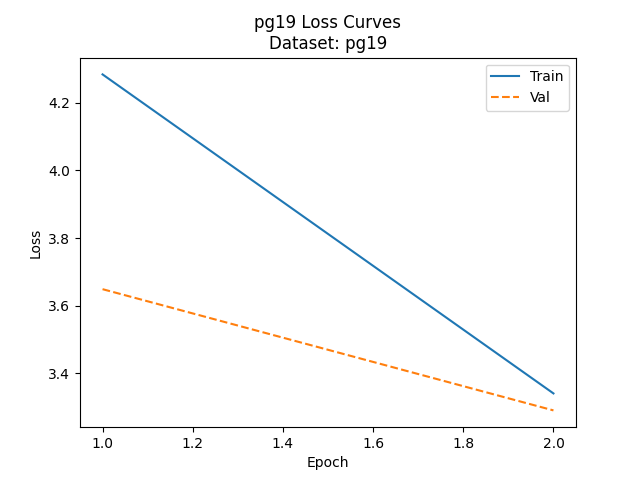 pg19 Loss Curves
Dataset: pg19
Train
Val
4.2
4.0
3.8
3.6
3.4
Loss
1.0 1.2 1.4 1.6 1.8 2.0
Epoch